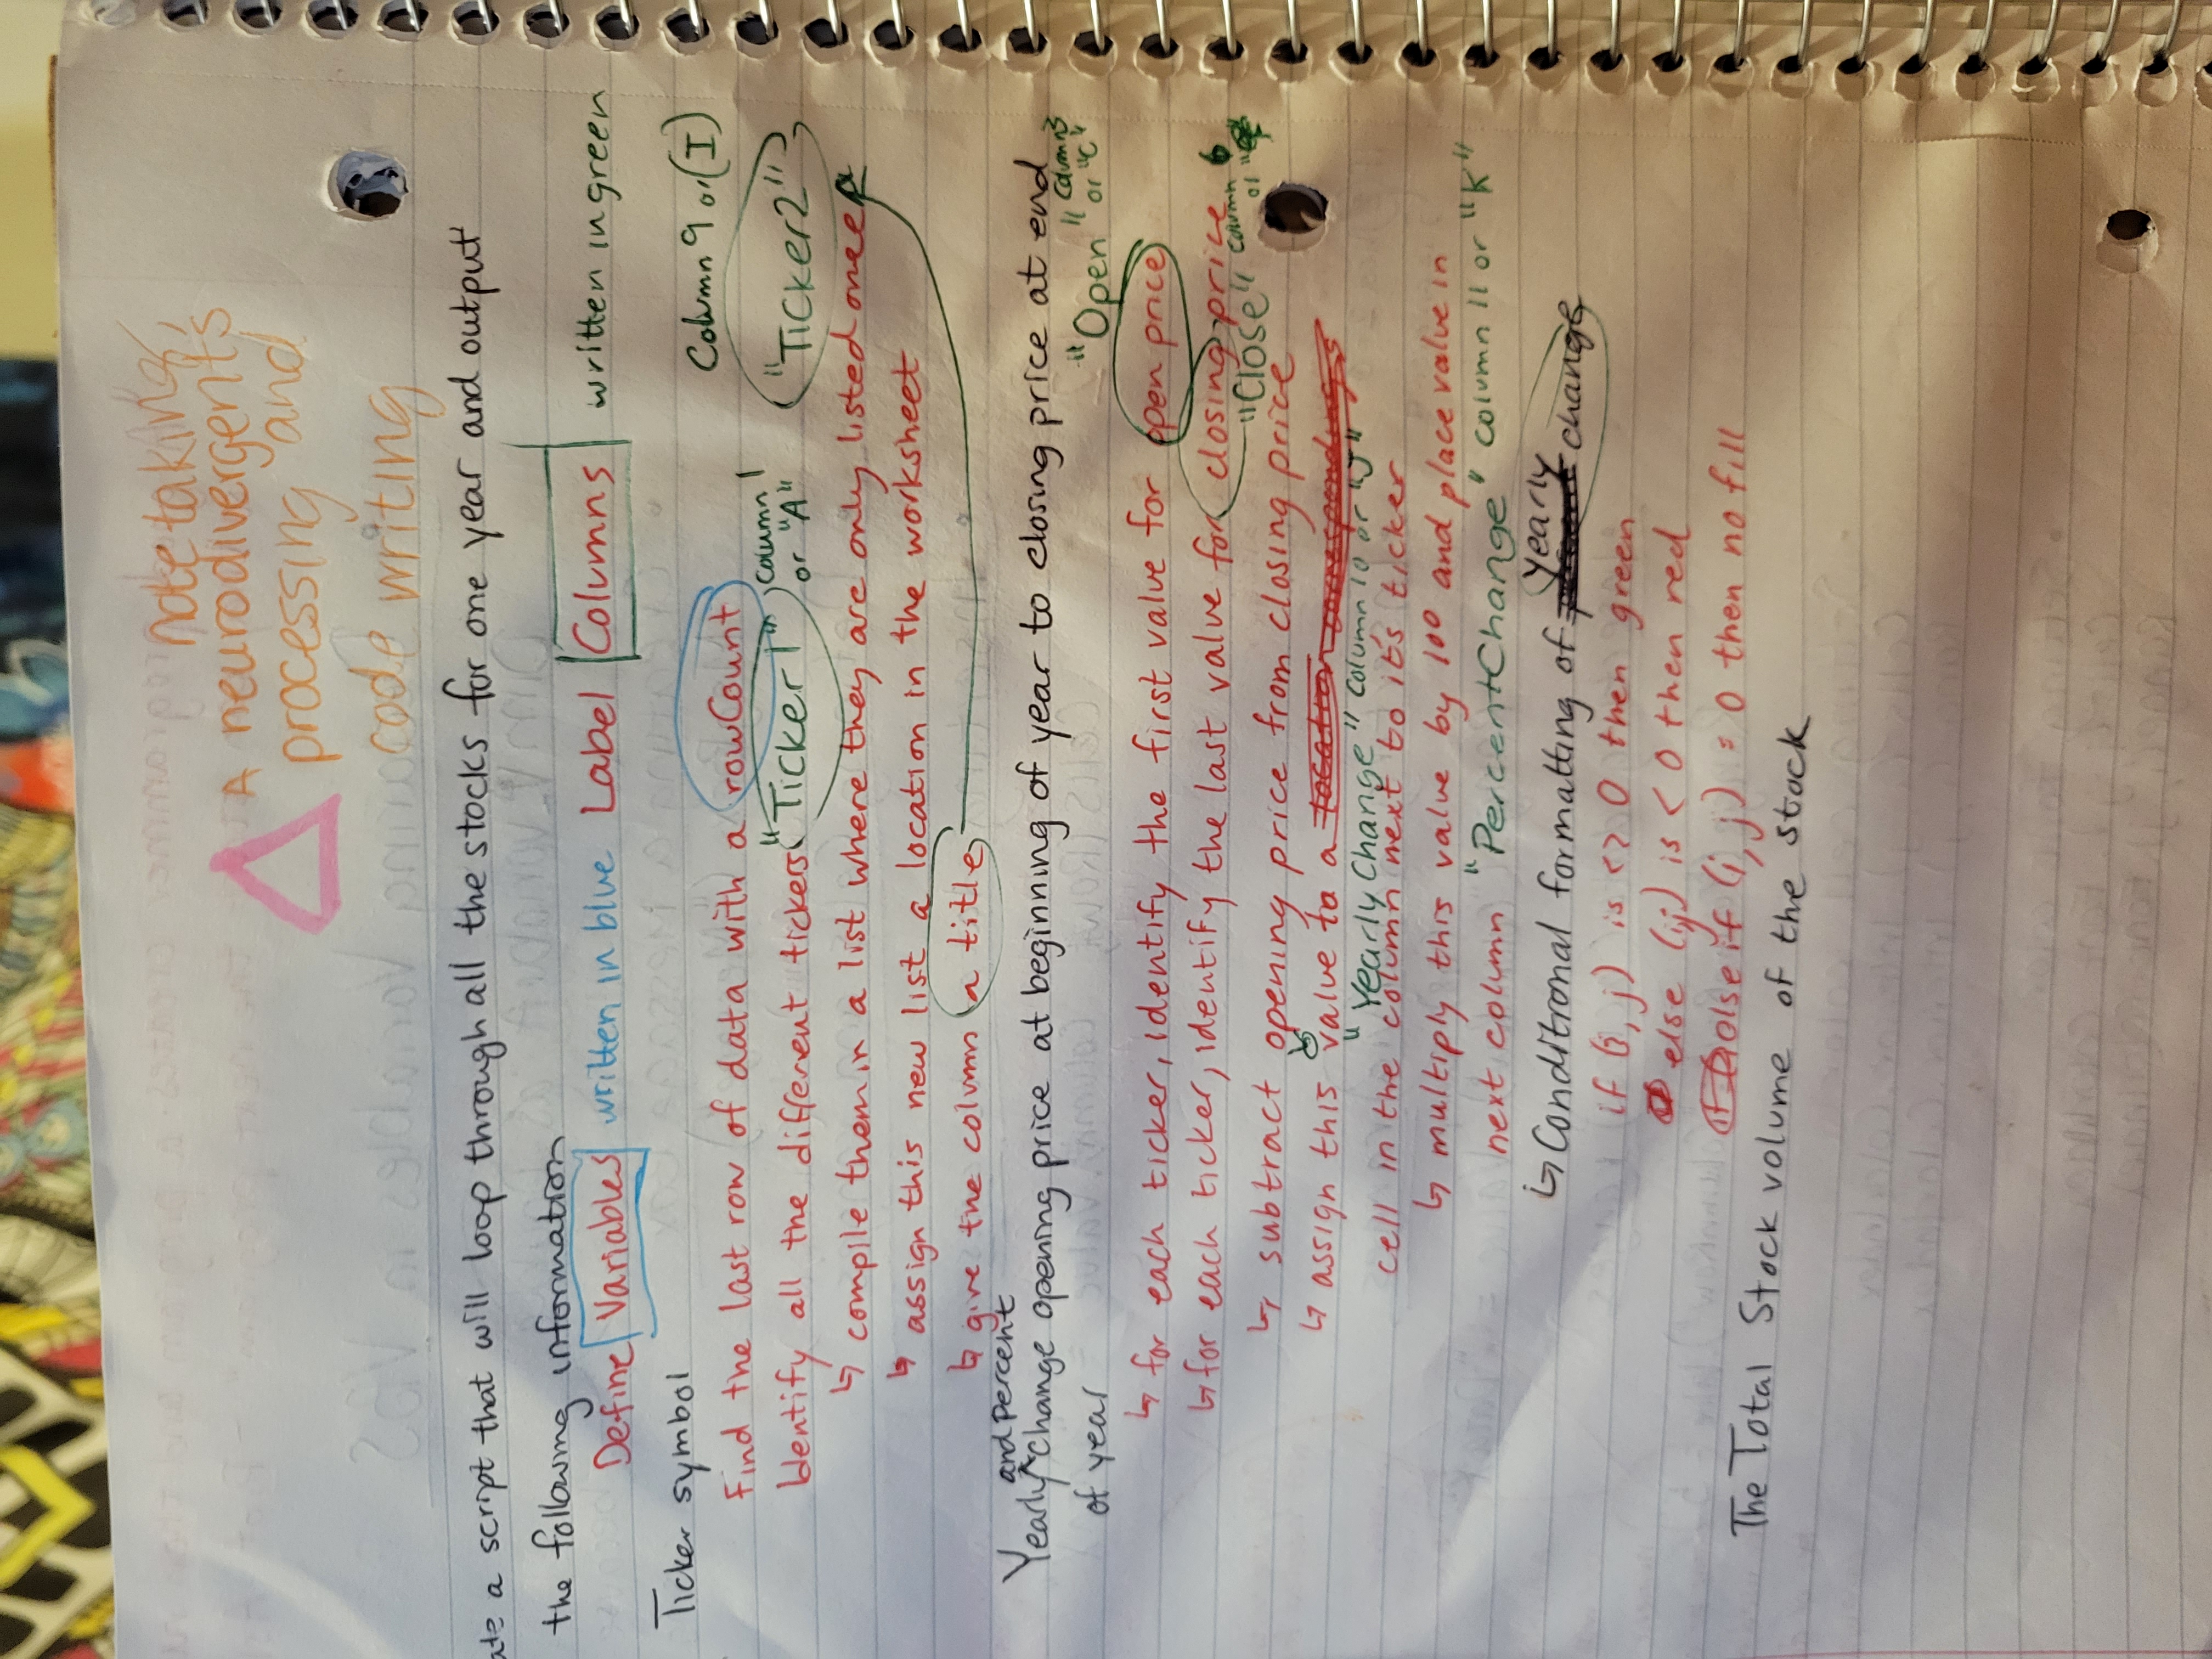 note taking,
A neurodivergent's
processing and
code writing
ate a script that will loop through all the stocks for one year and output
the following information
Define Variables written in blue Label Columns written in green
Ticker symbol
Column 9 or (I)
Find the last row of data with a rowCount
Identify all the different tickers "Ticker1" Column 1 or "A" "Ticker2"
↳ compile them in a list where they are only listed once
↳ assign this new list a location in the worksheet
↳ give the column a title
and Percent
Yearly ^ change opening price at beginning of year to closing price at end
of year
"Open" Column 3 or "C"
↳ for each ticker, identify the first value for open price
↳ for each ticker, identify the last value for closing price
"Close" Column 6 or
↳ subtract opening price from closing price
↳ assign this value to a location corresponding
"Yearly Change" Column 10 or "J"
cell in the column next to it's ticker
↳ multiply this value by 100 and place value in
next column "PercentChange" Column 11 or "K"
↳ Conditional formatting of yearly change
if (i, j) is <> 0 then green
else (i,j) is < 0 then red
else if (i, j) = 0 then no fill
The Total Stock volume of the stock